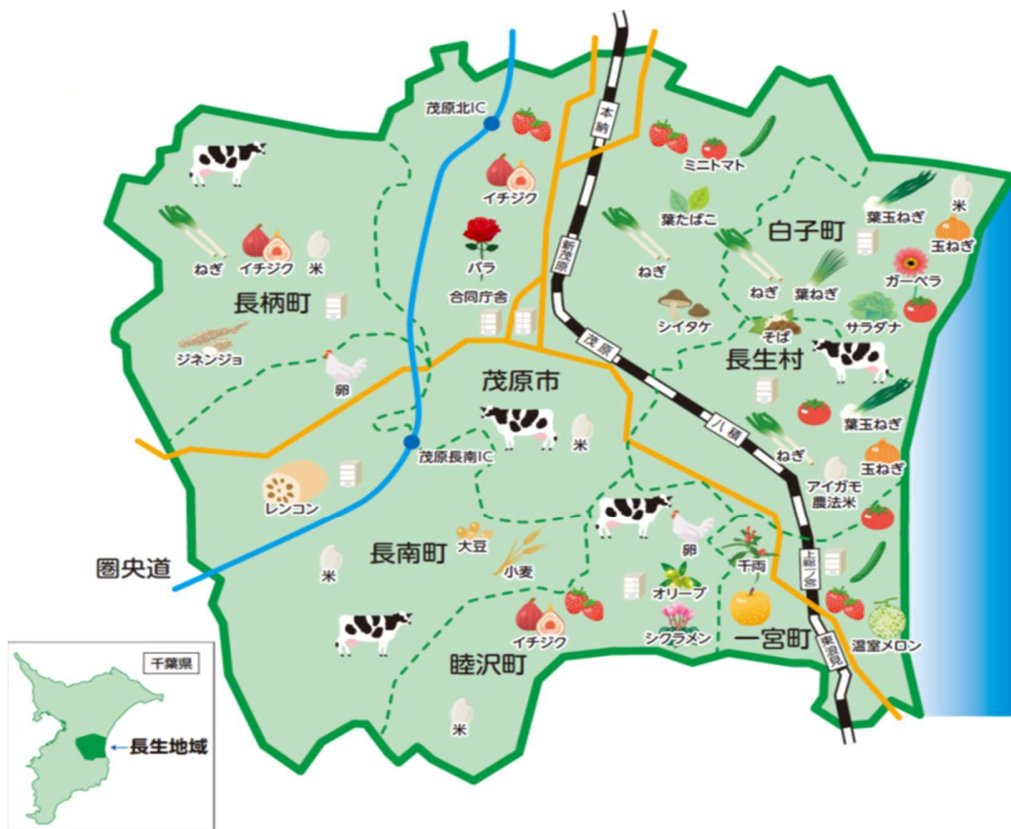 茂原北IC
本納
ミニトマト
イチジク
葉たばこ
葉玉ねぎ
米
白子町
玉ねぎ
ねぎ
イチジク
米
バラ
新茂原
ねぎ
ねぎ
葉ねぎ
ガーベラ
長柄町
合同庁舎
シイタケ
そば
サラダナ
ジネンジョ
卵
茂原
長生村
茂原市
葉玉ねぎ
八積
米
茂原長南IC
ねぎ
玉ねぎ
アイガモ
農法米
レンコン
長南町
大豆
小麦
米
卵
千両
上総一ノ宮
圏央道
オリーブ
イチジク
シクラメン
一宮町
東浪見
温室メロン
睦沢町
米
千葉県
長生地域